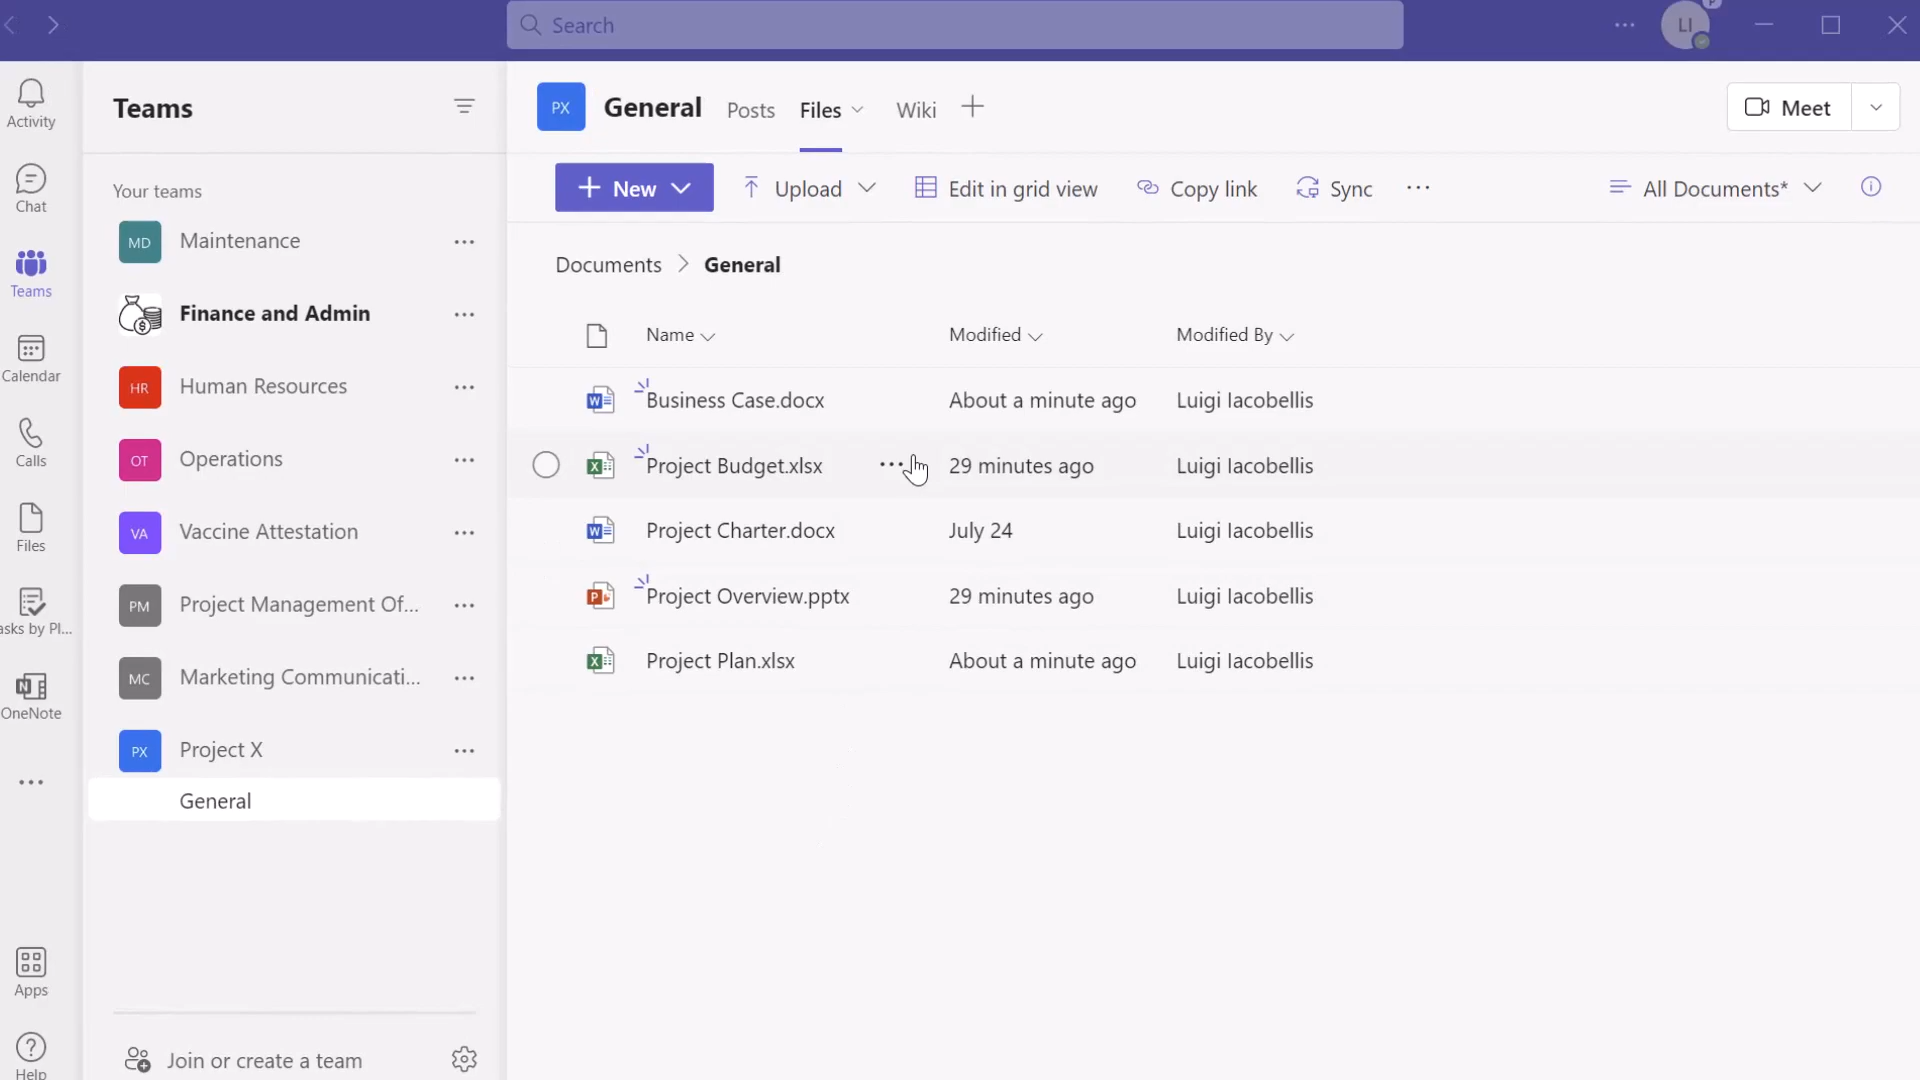 Search
LI
Activity
Chat
Teams
Calendar
Calls
Files
asks by Pl...
OneNote
Apps
Help
Teams
Your teams
MD Maintenance
Finance and Admin
HR Human Resources
OT Operations
VA Vaccine Attestation
PM Project Management Of...
MC Marketing Communicati...
PX Project X
General
Join or create a team
PX General Posts Files Wiki
Meet
New Upload Edit in grid view Copy link Sync All Documents*
Documents General
Name Modified Modified By
Business Case.docx About a minute ago Luigi Iacobellis
Project Budget.xlsx 29 minutes ago Luigi Iacobellis
Project Charter.docx July 24 Luigi Iacobellis
Project Overview.pptx 29 minutes ago Luigi Iacobellis
Project Plan.xlsx About a minute ago Luigi Iacobellis